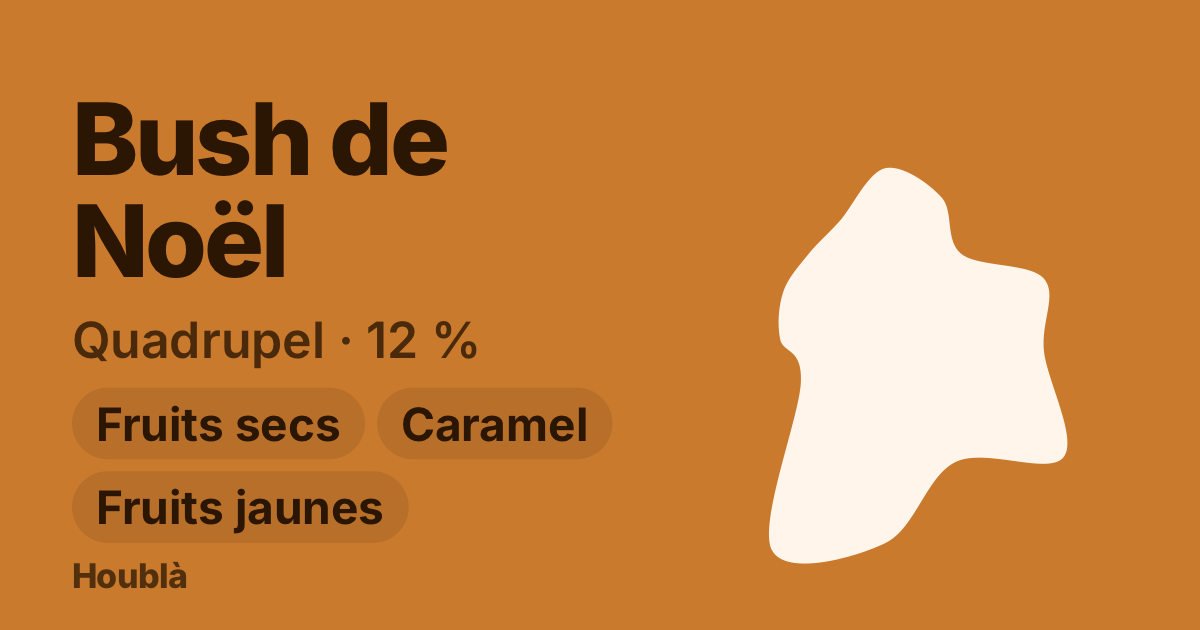 Bush de
Noël
Quadrupel · 12 %
Fruits secs Caramel
Fruits jaunes
Houblà